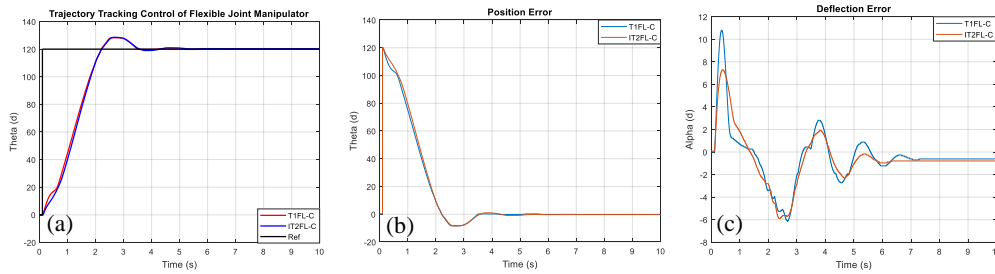 Trajectory Tracking Control of Flexible Joint Manipulator
140
120
100
80
60
40
20
0
-20
Theta (d)
0 1 2 3 4 5 6 7 8 9 10
Time (s)
T1FL-C
IT2FL-C
Ref
(a)
Position Error
140
120
100
80
60
40
20
0
-20
Theta (d)
0 1 2 3 4 5 6 7 8 9 10
Time (s)
T1FL-C
IT2FL-C
(b)
Deflection Error
12
10
8
6
4
2
0
-2
-4
-6
-8
Alpha (d)
0 1 2 3 4 5 6 7 8 9 10
Time (s)
T1FL-C
IT2FL-C
(c)